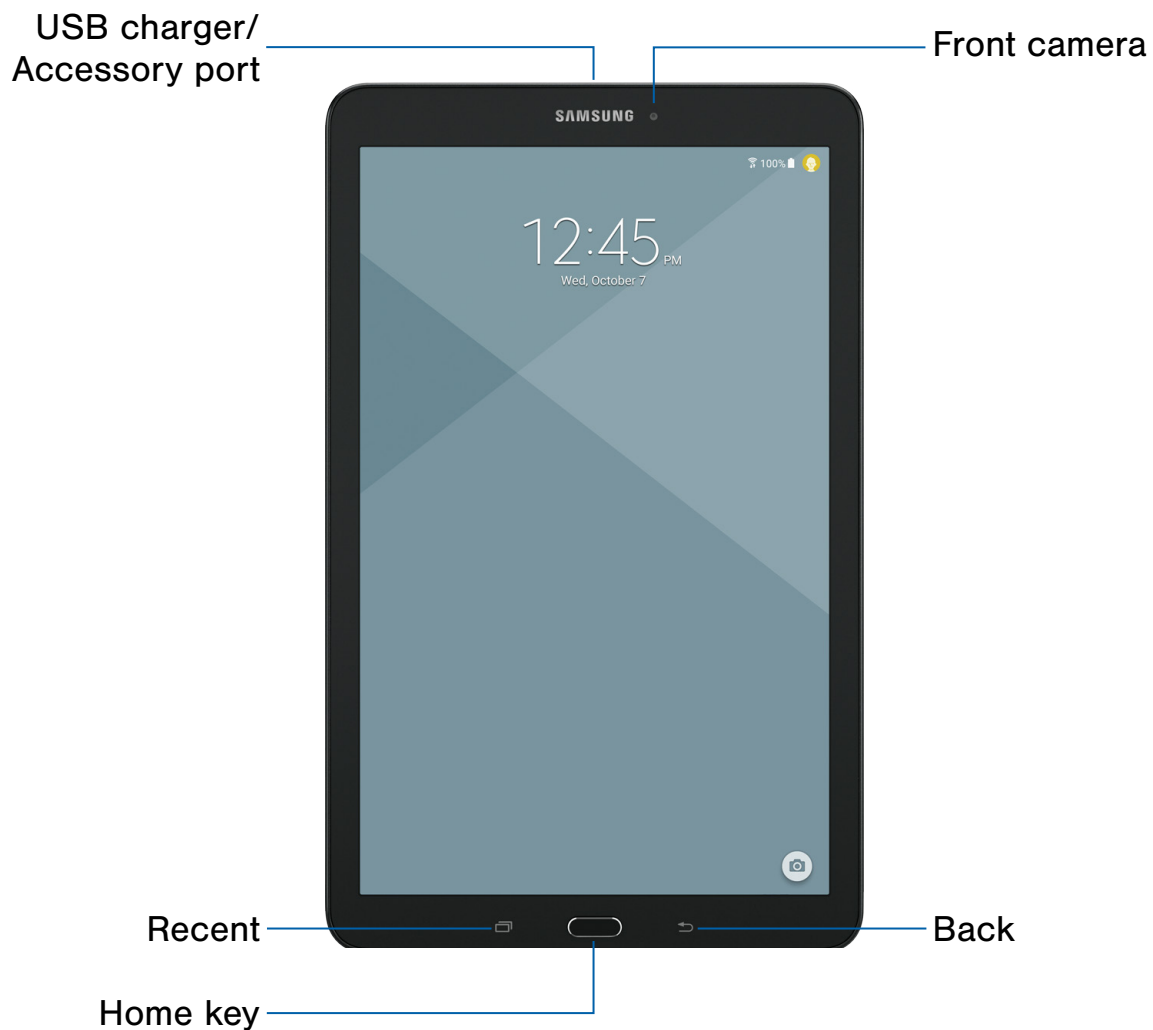 USB charger/
Accessory port
Front camera
SAMSUNG
100%
12:45 PM
Wed, October 7
Recent
Back
Home key